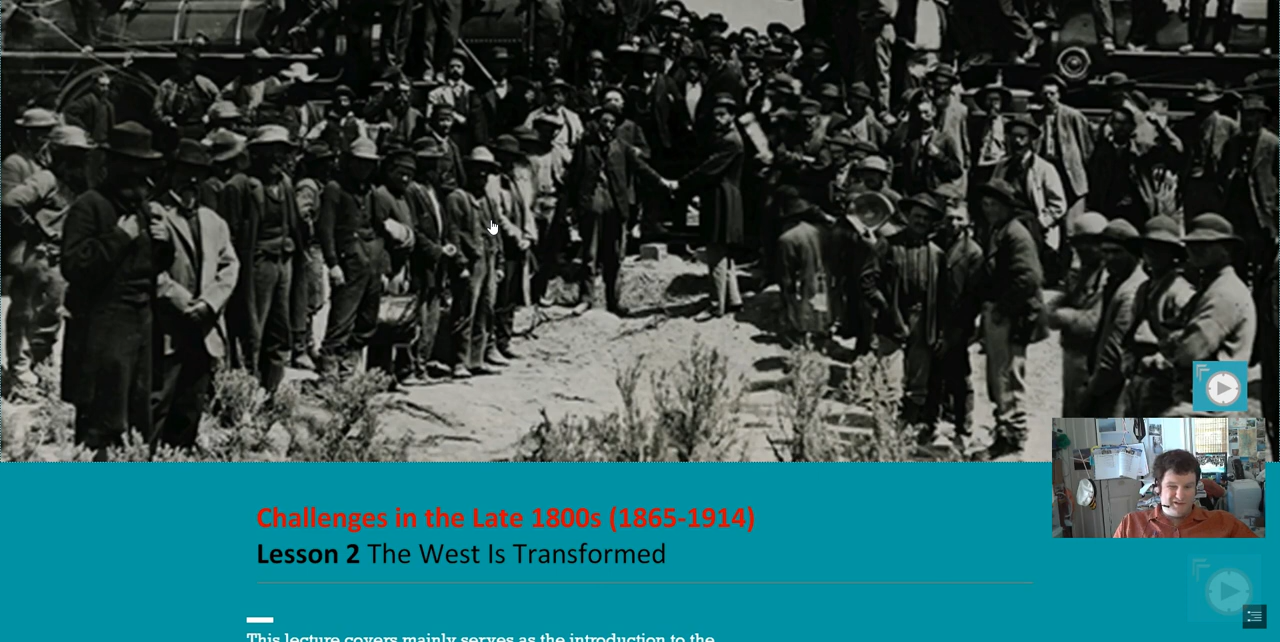 Challenges in the Late 1800s (1865-1914)
Lesson 2 The West Is Transformed
This lecture covers mainly serves as the introduction to the